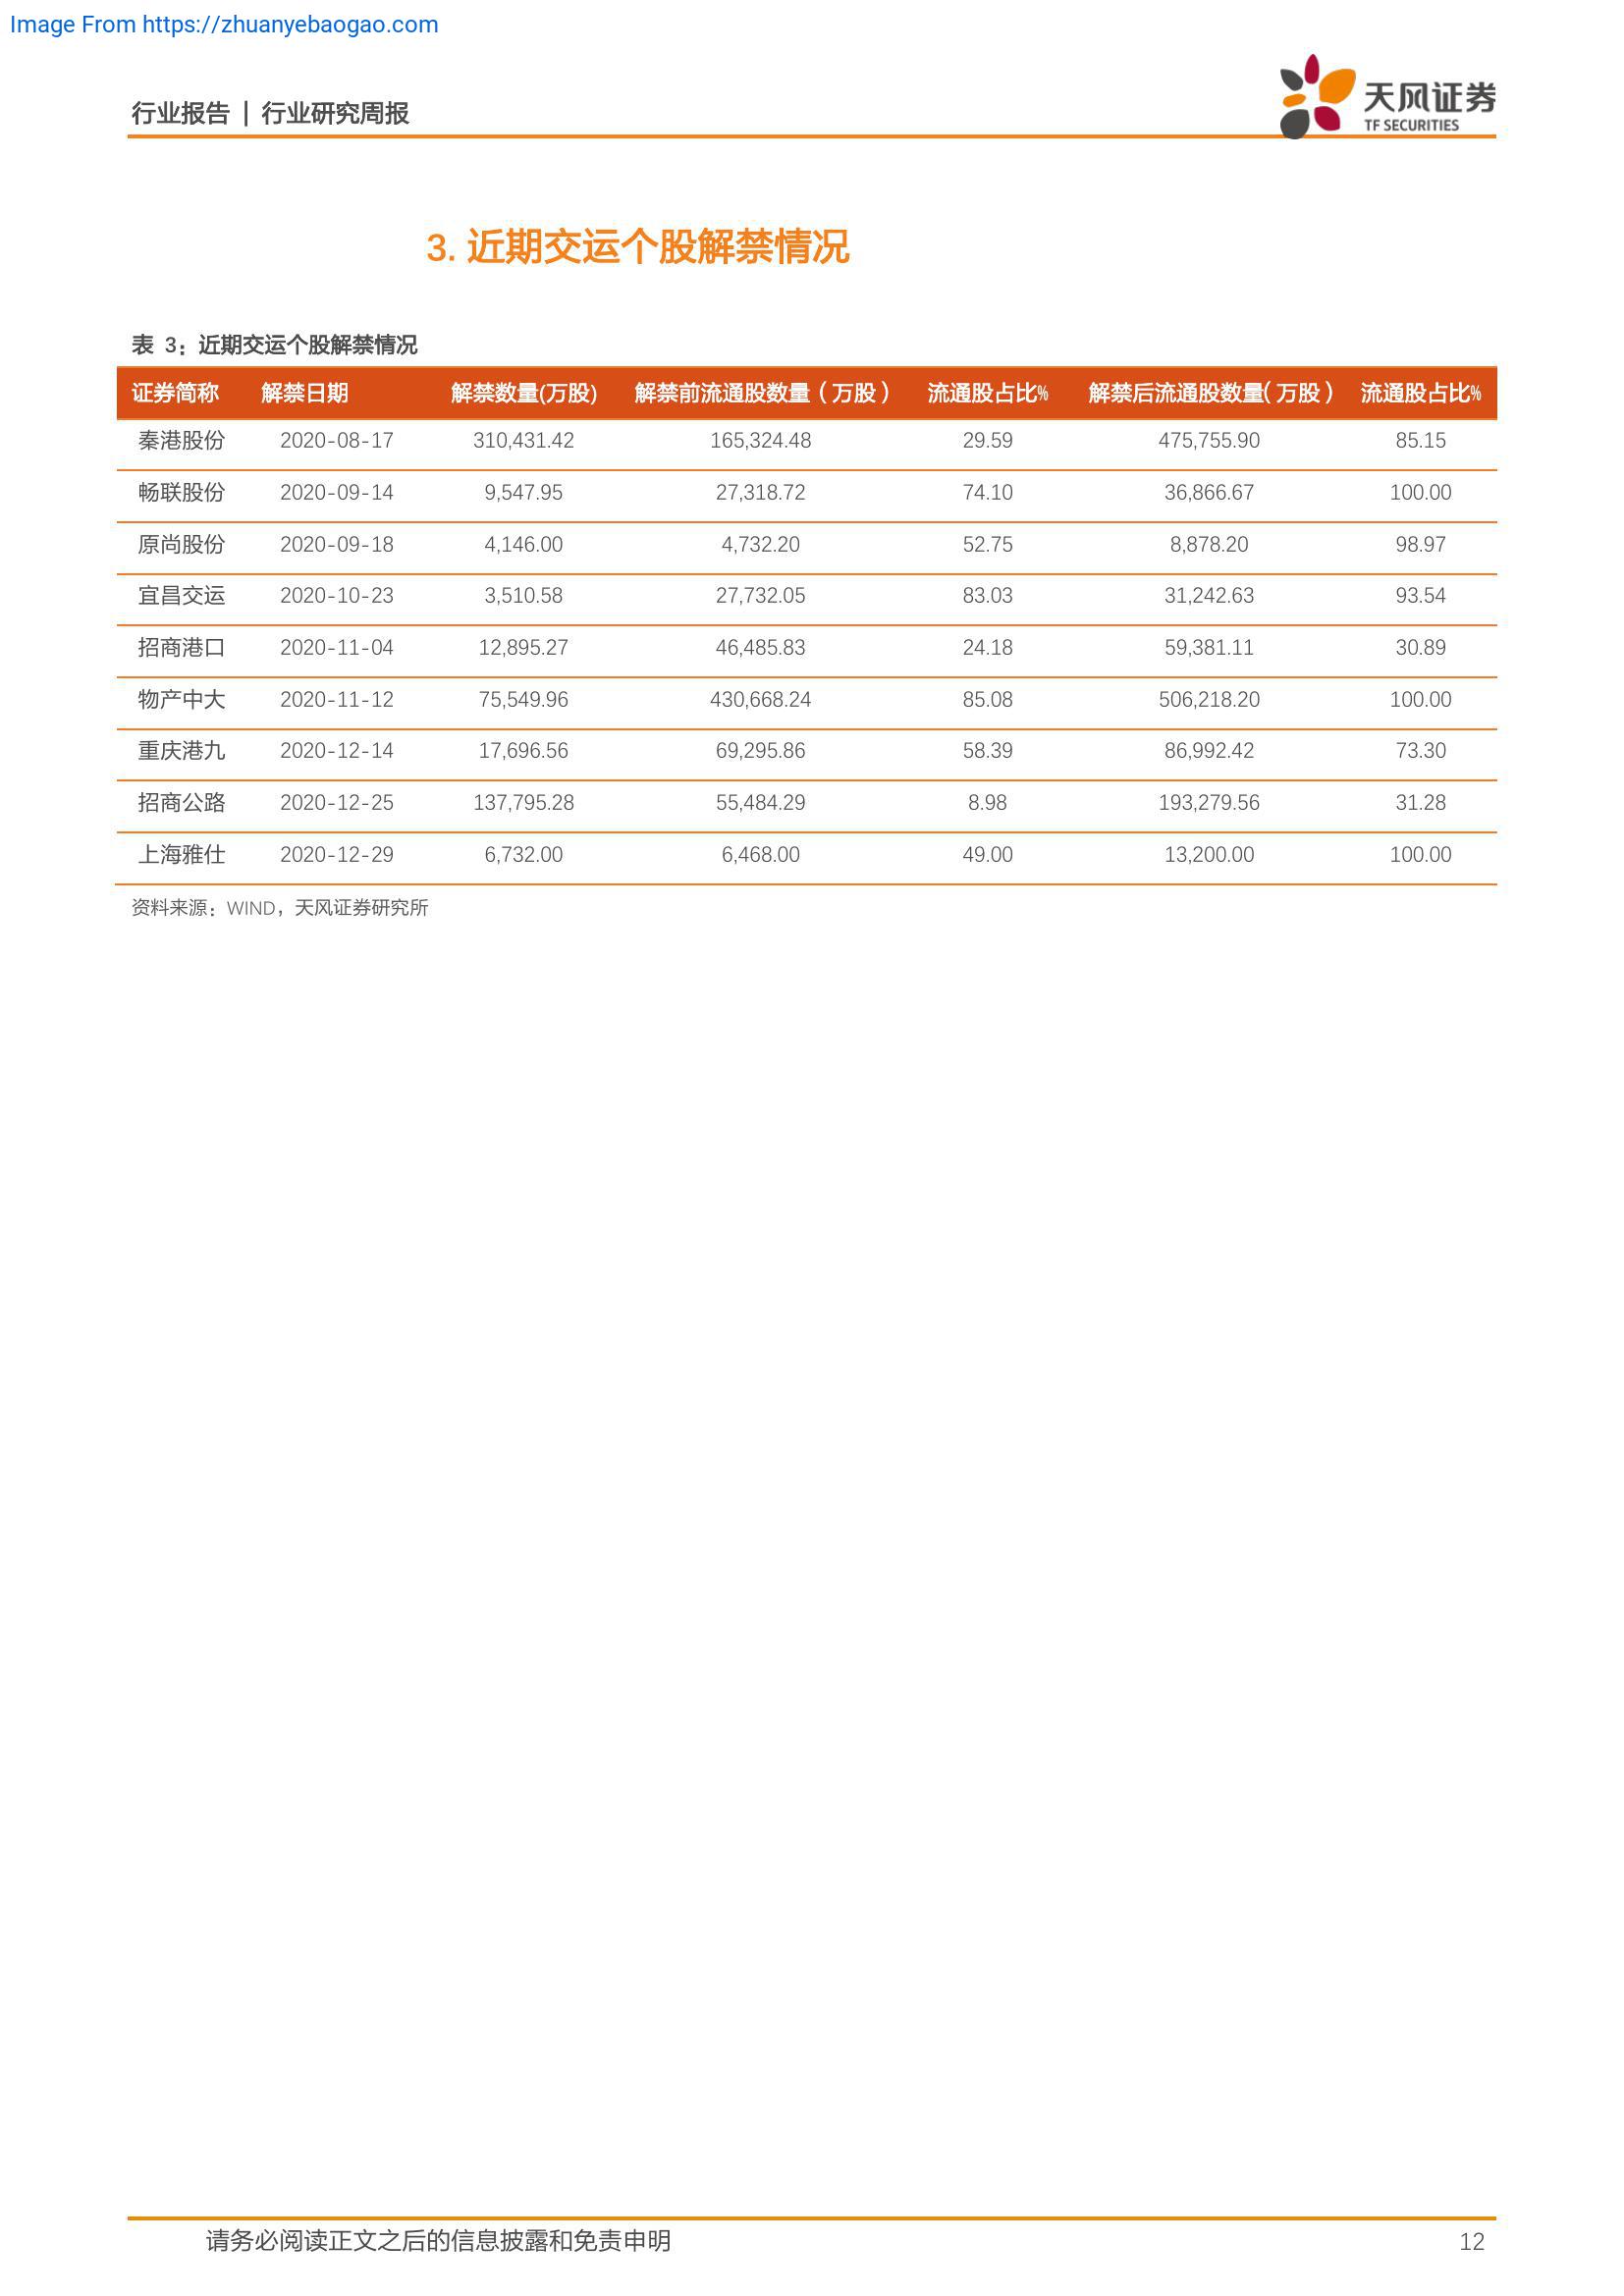 Image From https://zhuanyebaogao.com
行业报告 | 行业研究周报
天风证券
TF SECURITIES
3. 近期交运个股解禁情况
表 3：近期交运个股解禁情况
证券简称 解禁日期 解禁数量(万股) 解禁前流通股数量（万股） 流通股占比% 解禁后流通股数量（万股） 流通股占比%
秦港股份 2020-08-17 310,431.42 165,324.48 29.59 475,755.90 85.15
畅联股份 2020-09-14 9,547.95 27,318.72 74.10 36,866.67 100.00
原尚股份 2020-09-18 4,146.00 4,732.20 52.75 8,878.20 98.97
宜昌交运 2020-10-23 3,510.58 27,732.05 83.03 31,242.63 93.54
招商港口 2020-11-04 12,895.27 46,485.83 24.18 59,381.11 30.89
物产中大 2020-11-12 75,549.96 430,668.24 85.08 506,218.20 100.00
重庆港九 2020-12-14 17,696.56 69,295.86 58.39 86,992.42 73.30
招商公路 2020-12-25 137,795.28 55,484.29 8.98 193,279.56 31.28
上海雅仕 2020-12-29 6,732.00 6,468.00 49.00 13,200.00 100.00
资料来源：WIND，天风证券研究所
请务必阅读正文之后的信息披露和免责申明 12